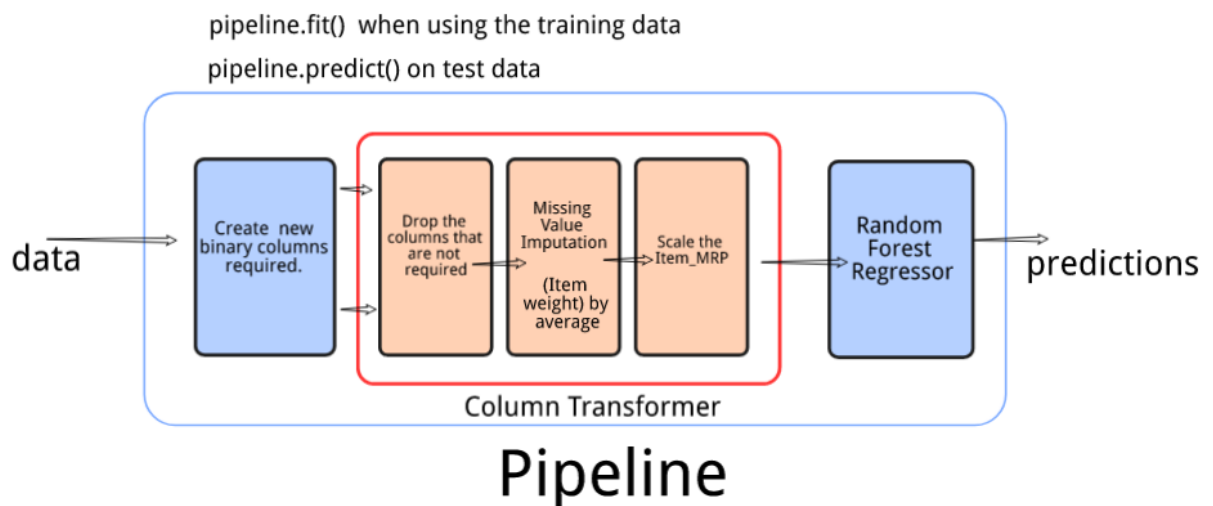 pipeline.fit() when using the training data
pipeline.predict() on test data
data
Create new
binary columns
required.
Drop the
columns that
are not
required
Missing
Value
Imputation
(Item
weight) by
average
Scale the
Item_MRP
Random
Forest
Regressor
predictions
Column Transformer
Pipeline